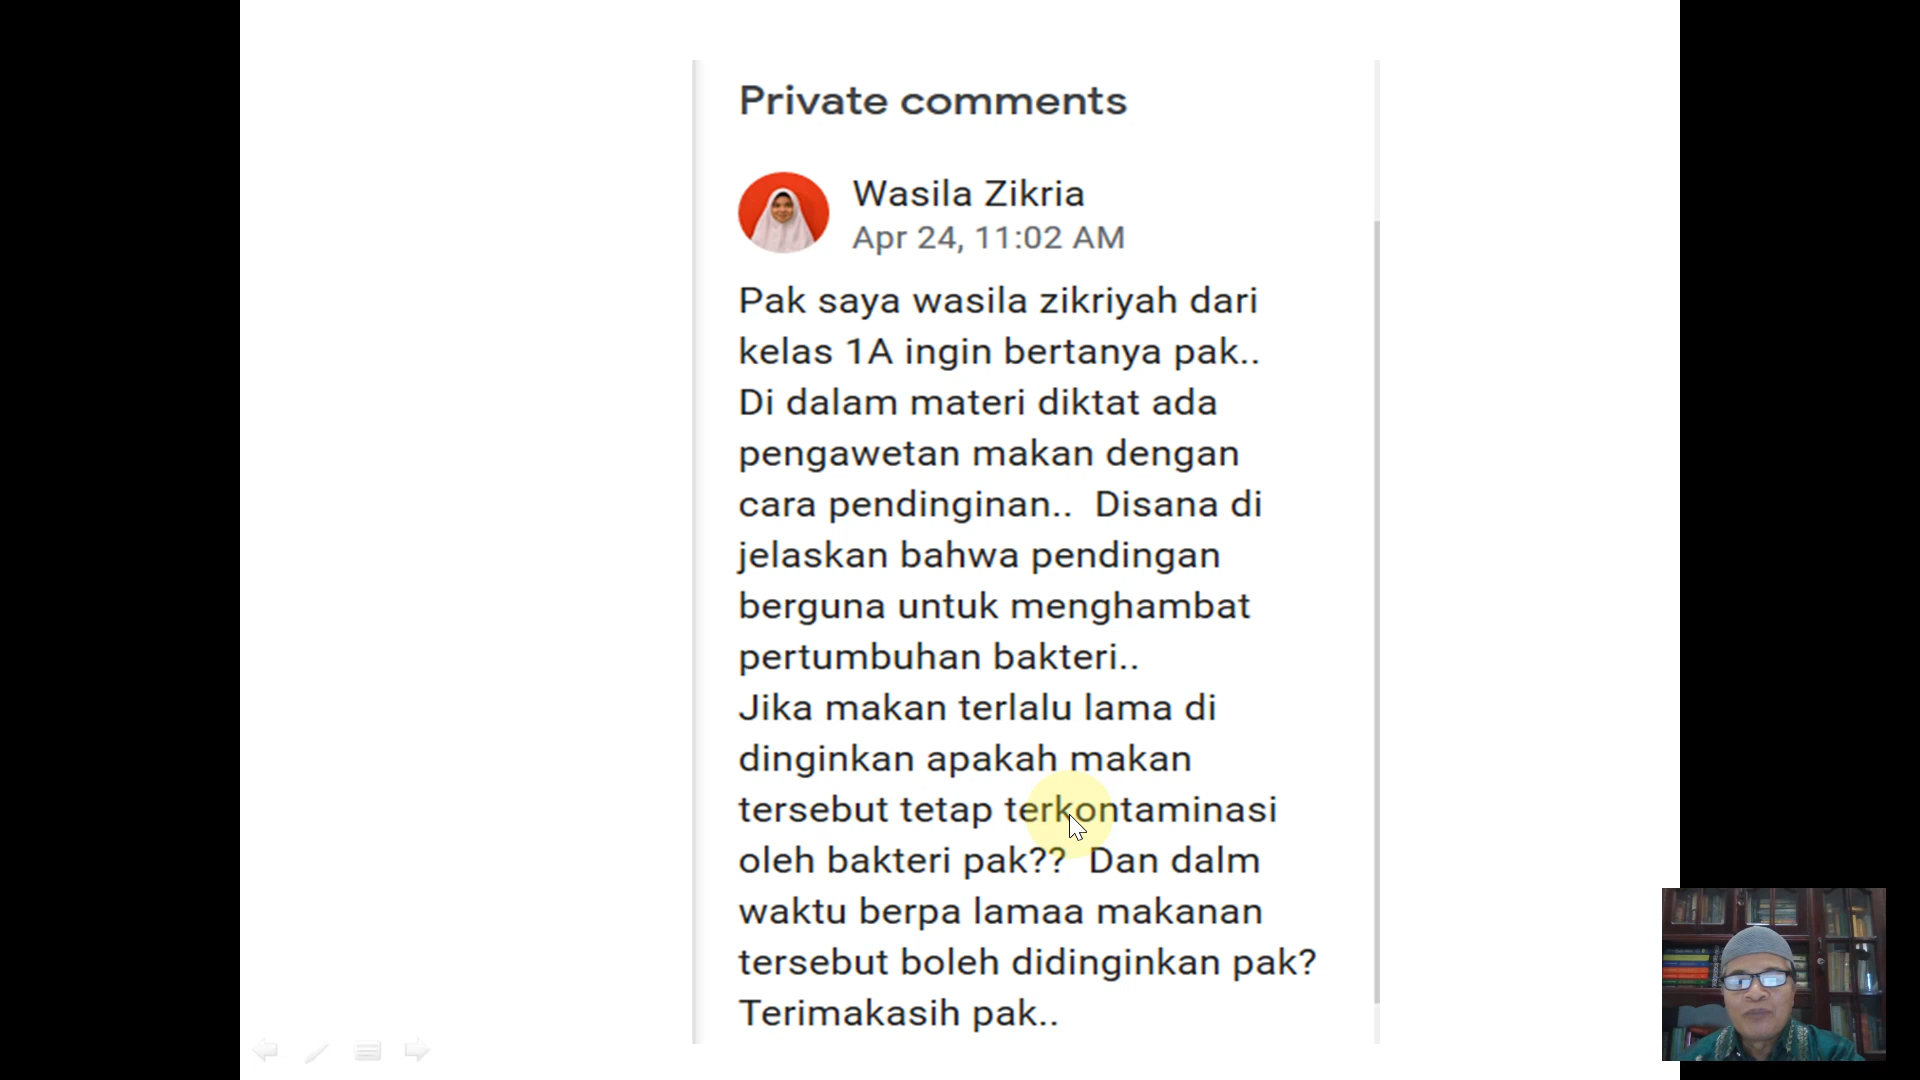 Private comments
Wasila Zikria
Apr 24, 11:02 AM
Pak saya wasila zikriyah dari
kelas 1A ingin bertanya pak..
Di dalam materi diktat ada
pengawetan makan dengan
cara pendinginan..  Disana di
jelaskan bahwa pendingan
berguna untuk menghambat
pertumbuhan bakteri..
Jika makan terlalu lama di
dinginkan apakah makan
tersebut tetap terkontaminasi
oleh bakteri pak??  Dan dalm
waktu berpa lamaa makanan
tersebut boleh didinginkan pak?
Terimakasih pak..